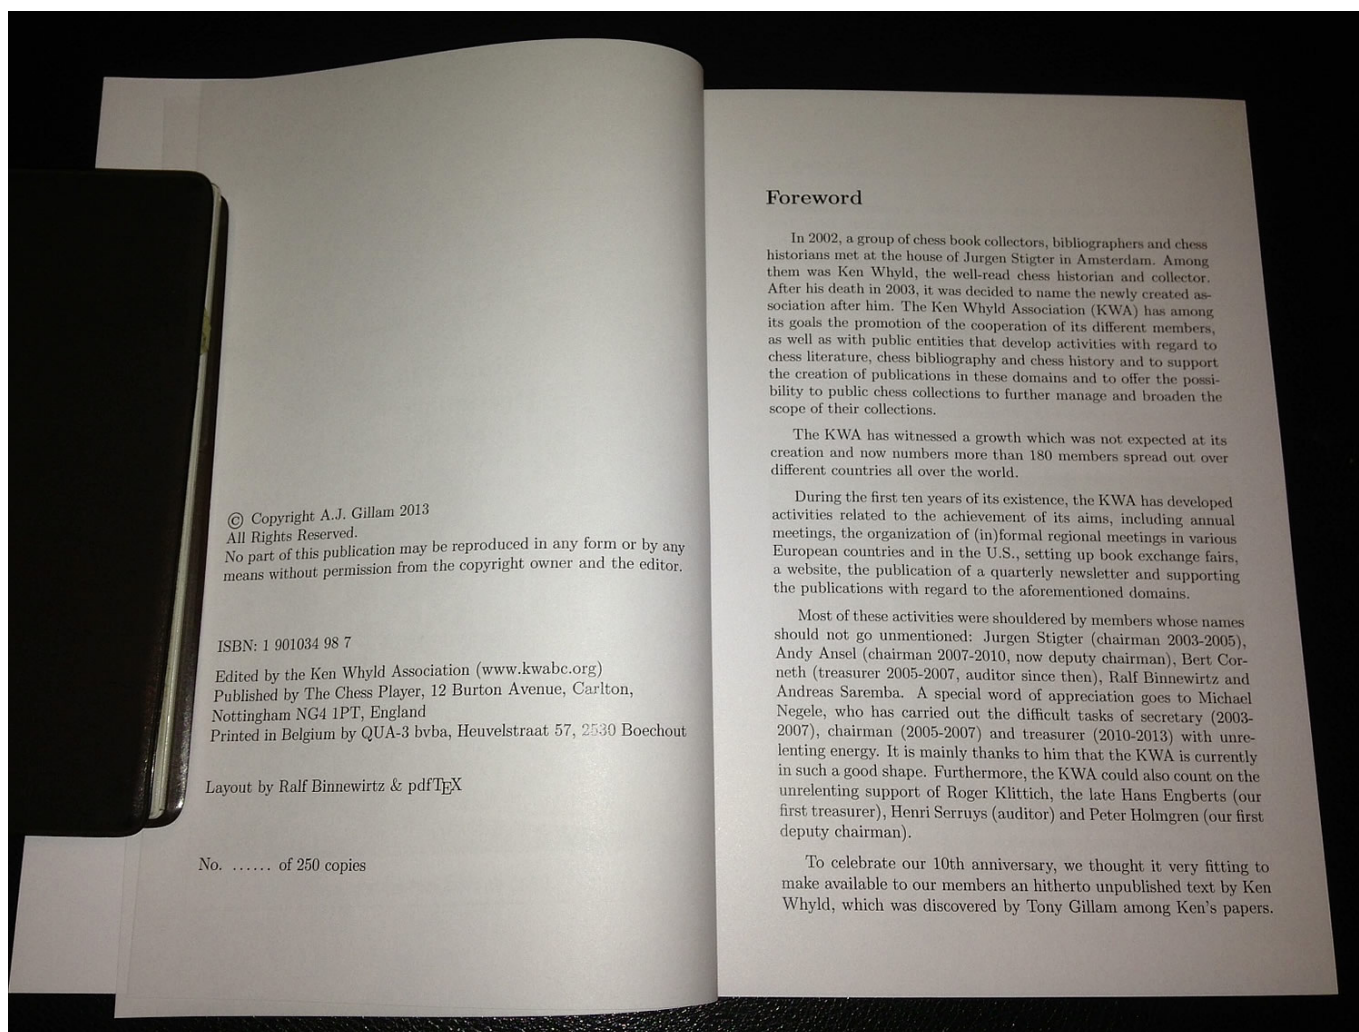 © Copyright A.J. Gillam 2013
All Rights Reserved.
No part of this publication may be reproduced in any form or by any
means without permission from the copyright owner and the editor.
ISBN: 1 901034 98 7
Edited by the Ken Whyld Association (www.kwabc.org)
Published by The Chess Player, 12 Burton Avenue, Carlton,
Nottingham NG4 1PT, England
Printed in Belgium by QUA-3 bvba, Heuvelstraat 57, 2530 Boechout
Layout by Ralf Binnewirtz & pdfTEX
No. ...... of 250 copies
Foreword
In 2002, a group of chess book collectors, bibliographers and chess
historians met at the house of Jurgen Stigter in Amsterdam. Among
them was Ken Whyld, the well-read chess historian and collector.
After his death in 2003, it was decided to name the newly created as-
sociation after him. The Ken Whyld Association (KWA) has among
its goals the promotion of the cooperation of its different members,
as well as with public entities that develop activities with regard to
chess literature, chess bibliography and chess history and to support
the creation of publications in these domains and to offer the possi-
bility to public chess collections to further manage and broaden the
scope of their collections.
The KWA has witnessed a growth which was not expected at its
creation and now numbers more than 180 members spread out over
different countries all over the world.
During the first ten years of its existence, the KWA has developed
activities related to the achievement of its aims, including annual
meetings, the organization of (in)formal regional meetings in various
European countries and in the U.S., setting up book exchange fairs,
a website, the publication of a quarterly newsletter and supporting
the publications with regard to the aforementioned domains.
Most of these activities were shouldered by members whose names
should not go unmentioned: Jurgen Stigter (chairman 2003-2005),
Andy Ansel (chairman 2007-2010, now deputy chairman), Bert Cor-
neth (treasurer 2005-2007, auditor since then), Ralf Binnewirtz and
Andreas Saremba. A special word of appreciation goes to Michael
Negele, who has carried out the difficult tasks of secretary (2003-
2007), chairman (2005-2007) and treasurer (2010-2013) with unre-
lenting energy. It is mainly thanks to him that the KWA is currently
in such a good shape. Furthermore, the KWA could also count on the
unrelenting support of Roger Klittich, the late Hans Engberts (our
first treasurer), Henri Serruys (auditor) and Peter Holmgren (our first
deputy chairman).
To celebrate our 10th anniversary, we thought it very fitting to
make available to our members an hitherto unpublished text by Ken
Whyld, which was discovered by Tony Gillam among Ken's papers.